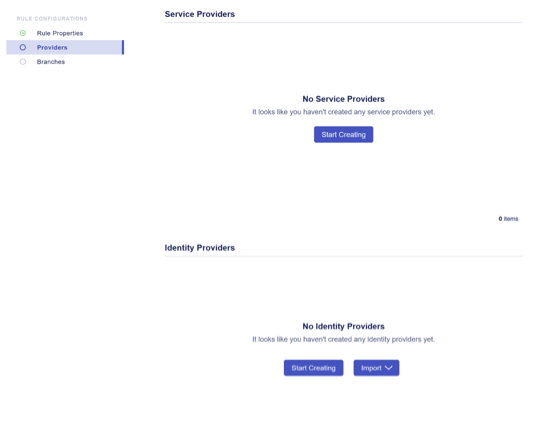 RULE CONFIGURATIONS
Rule Properties
Providers
Branches
Service Providers
No Service Providers
It looks like you haven't created any service providers yet.
Start Creating
0 items
Identity Providers
No Identity Providers
It looks like you haven't created any identity providers yet.
Start Creating Import